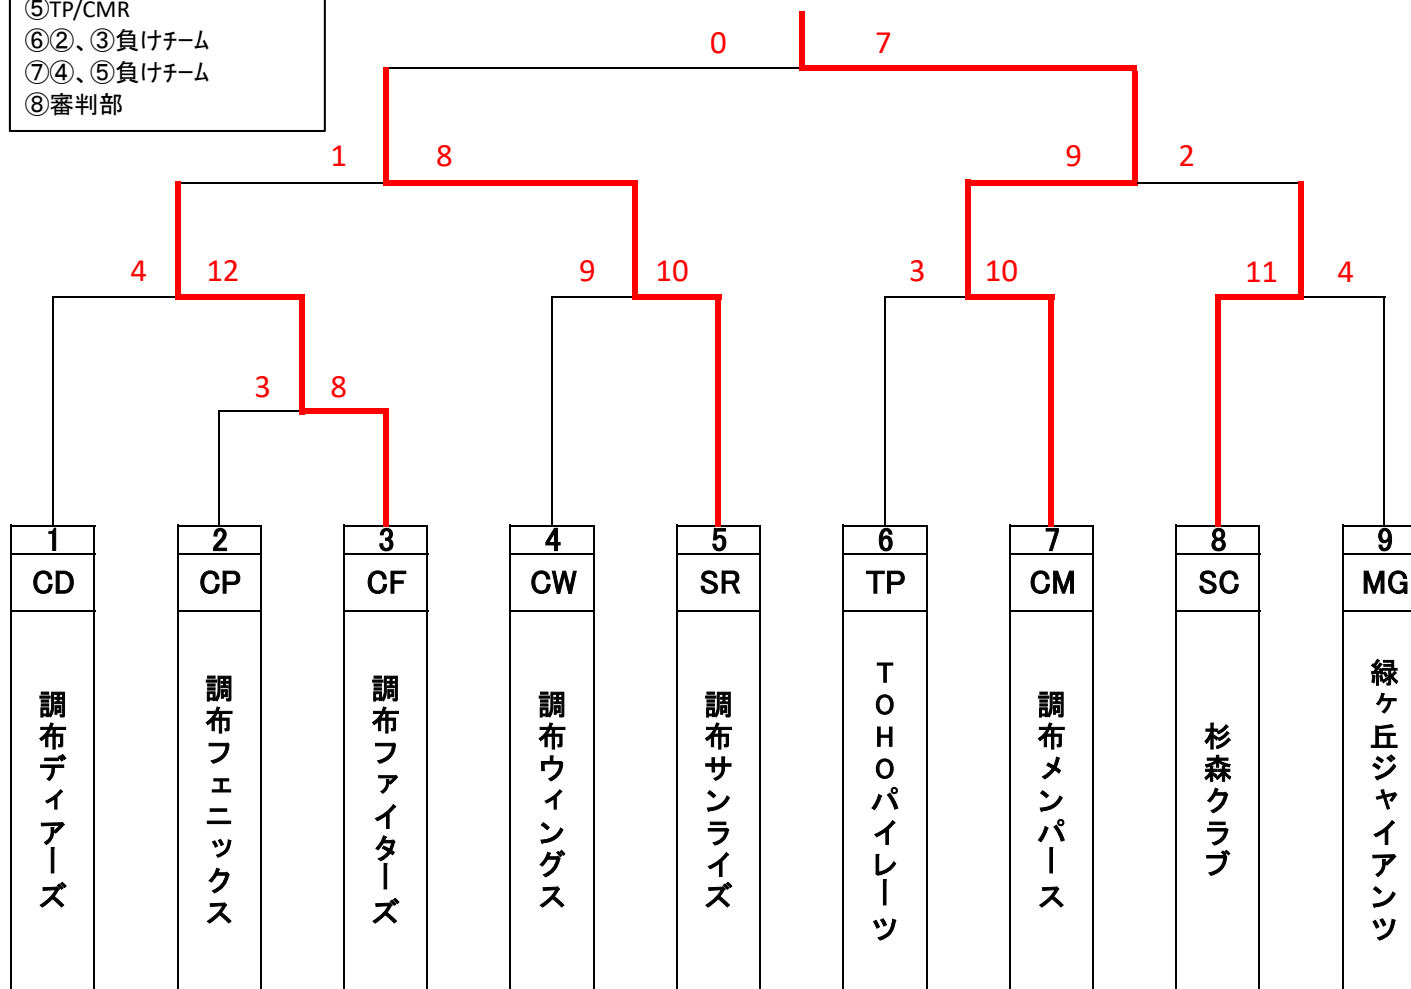 ⑤TP/CMR
⑥②、③負けチーム
⑦④、⑤負けチーム
⑧審判部
0 7
1 8 9 2
4 12 9 10 3 10 11 4
3 8
1 2 3 4 5 6 7 8 9
CD CP CF CW SR TP CM SC MG
調布ディアーズ
調布フェニックス
調布ファイターズ
調布ウィングス
調布サンライズ
TOHOパイレーツ
調布メンパース
杉森クラブ
緑ケ丘ジャイアンツ